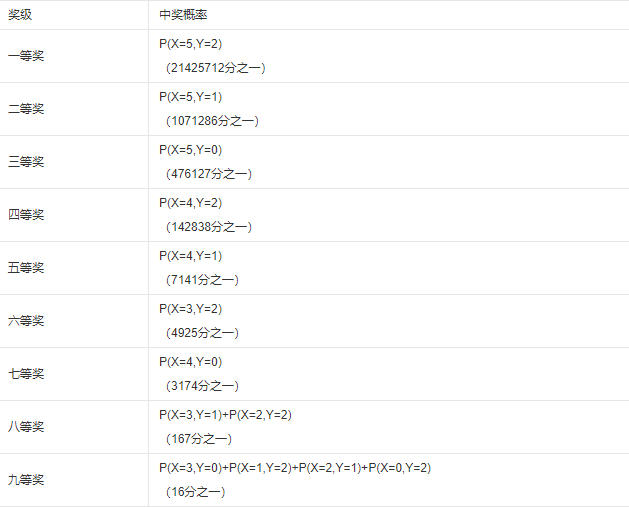 奖级 中奖概率
一等奖
P(X=5,Y=2)
（21425712分之一）
二等奖
P(X=5,Y=1)
（1071286分之一）
三等奖
P(X=5,Y=0)
（476127分之一）
四等奖
P(X=4,Y=2)
（142838分之一）
五等奖
P(X=4,Y=1)
（7141分之一）
六等奖
P(X=3,Y=2)
（4925分之一）
七等奖
P(X=4,Y=0)
（3174分之一）
八等奖
P(X=3,Y=1)+P(X=2,Y=2)
（167分之一）
九等奖
P(X=3,Y=0)+P(X=1,Y=2)+P(X=2,Y=1)+P(X=0,Y=2)
（16分之一）